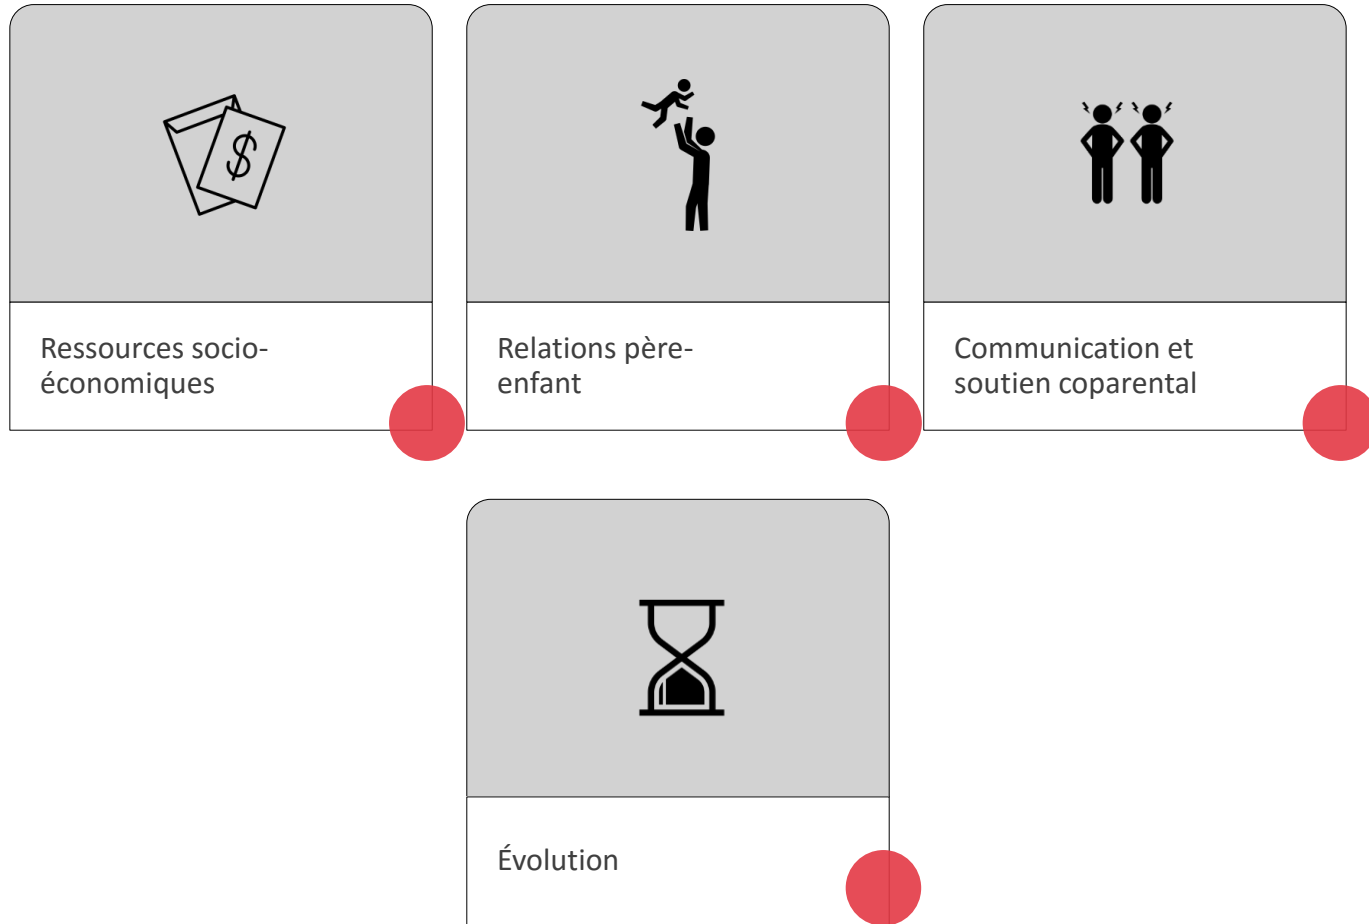 $
Ressources socio-
économiques
Relations père-
enfant
Communication et
soutien coparental
Évolution